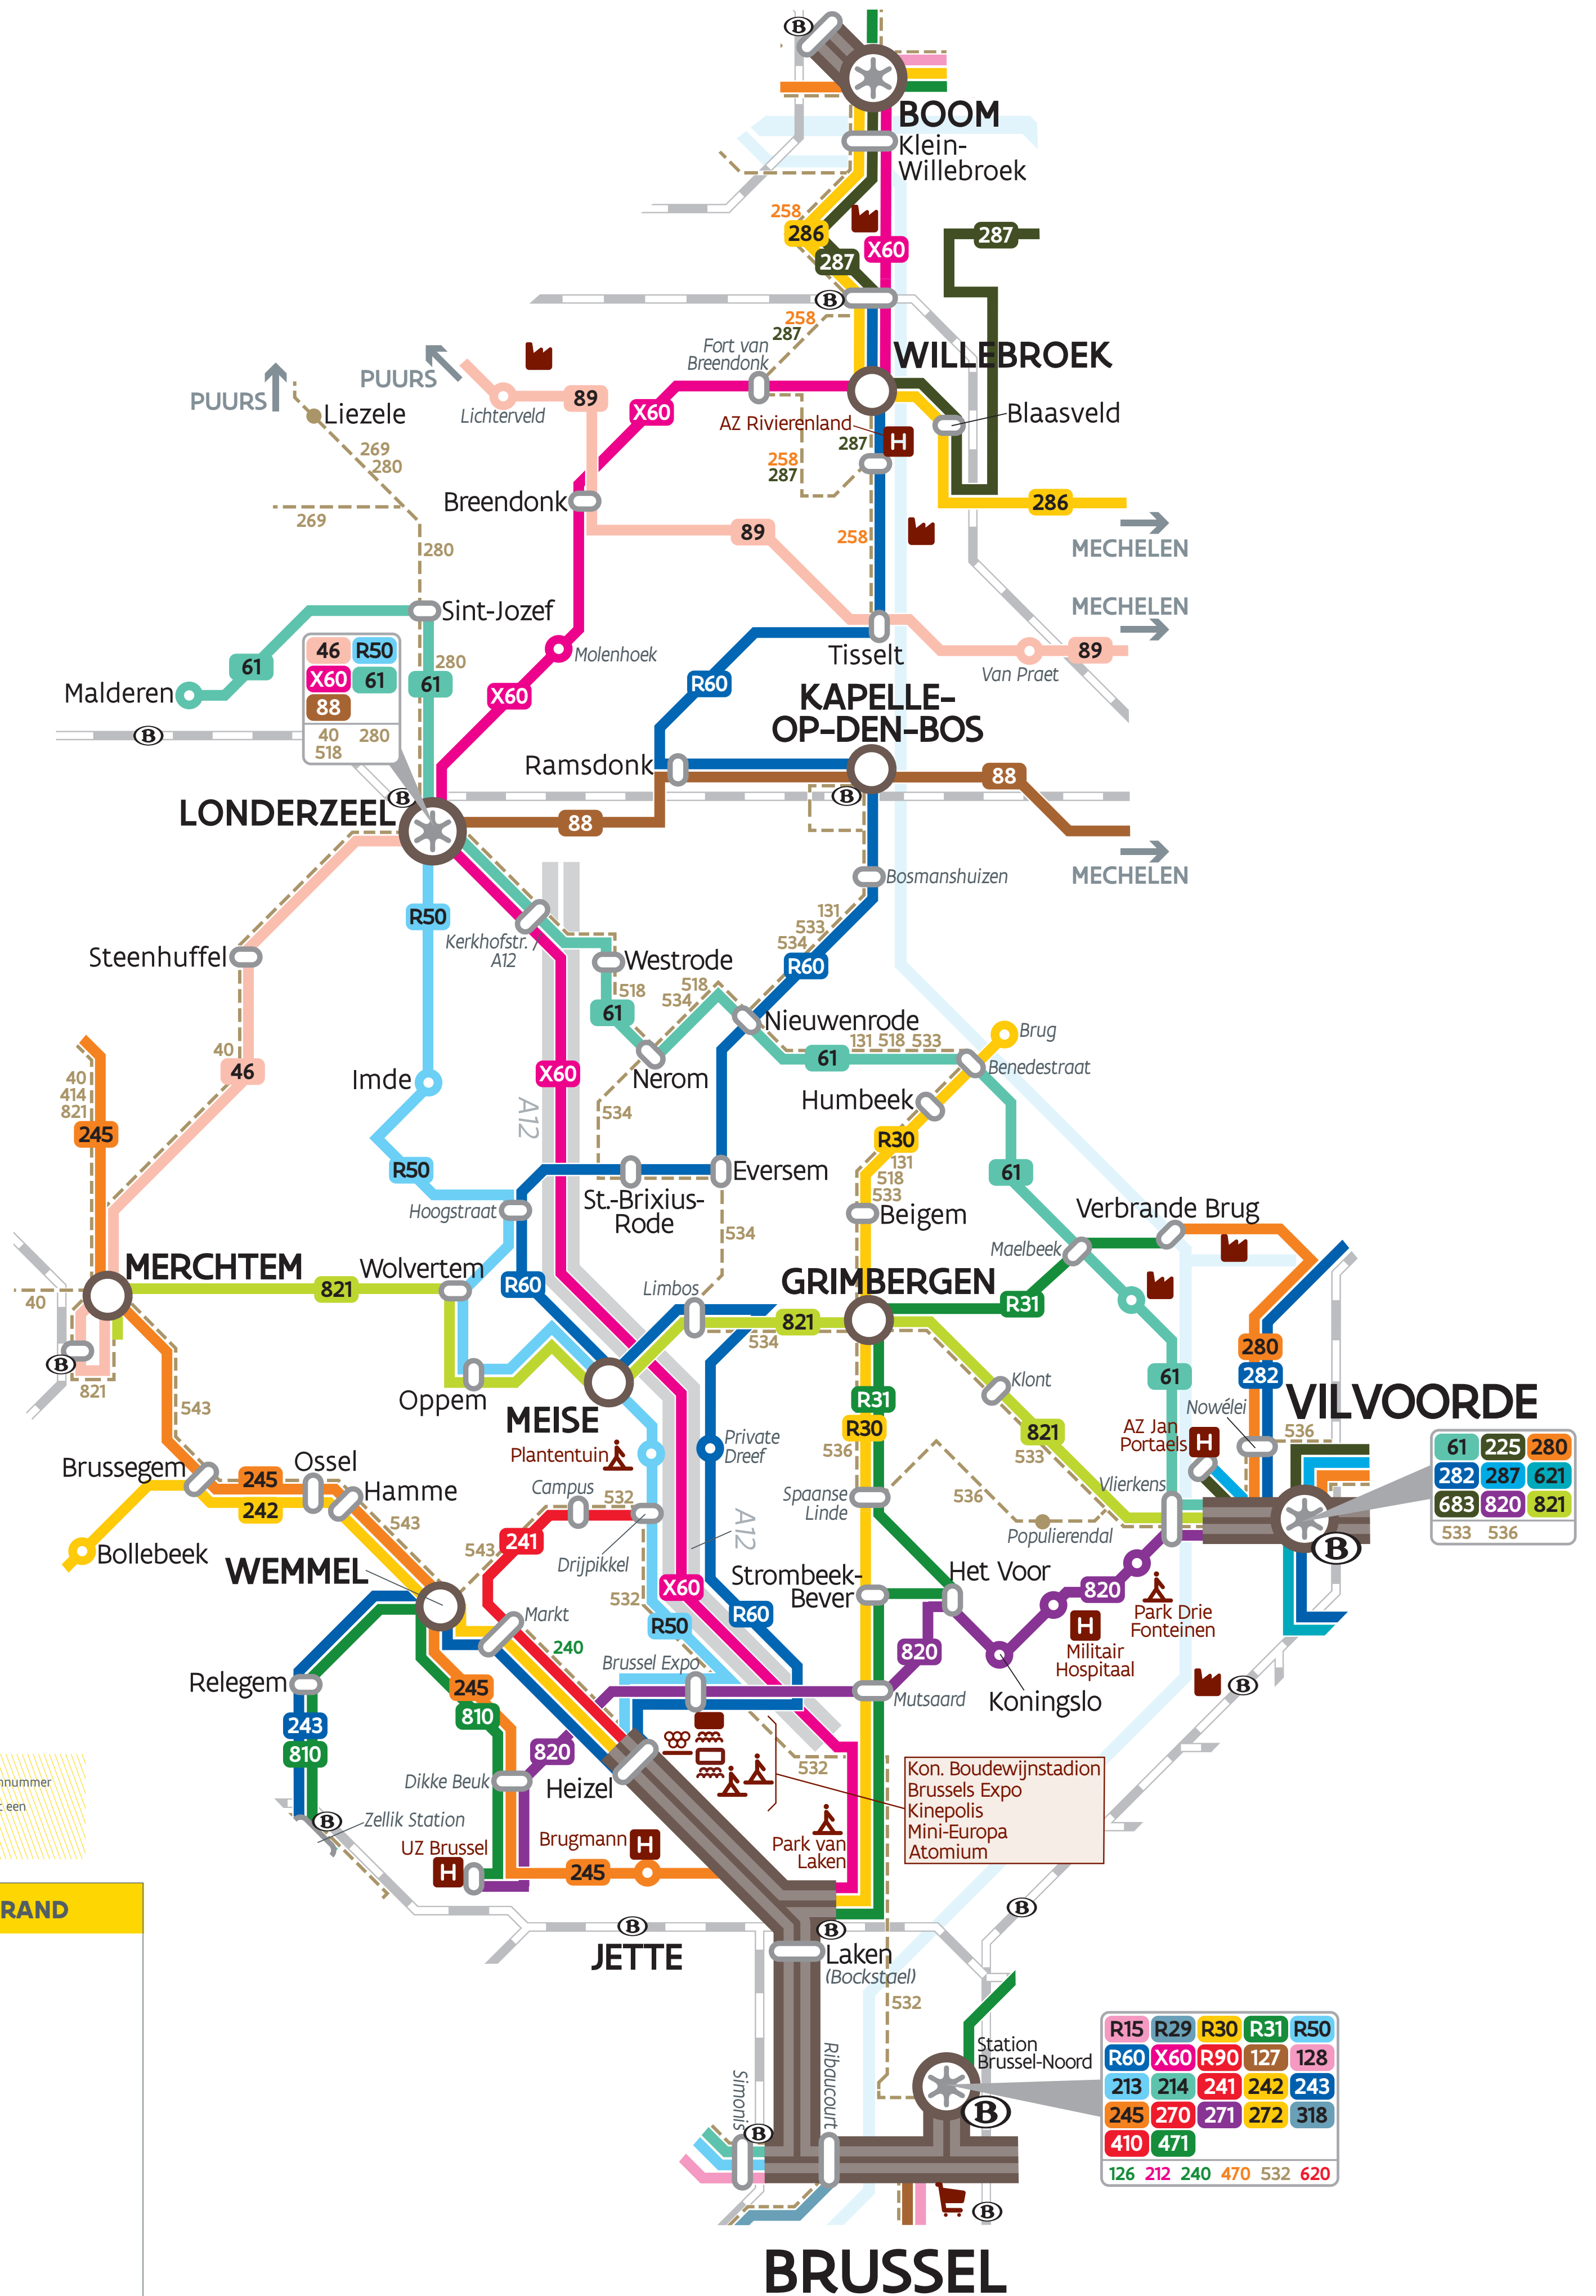 B
BOOM
Klein-
Willebroek
258
286
287
X60
287
B
258
287
Fort van
Breendonk
WILLEBROEK
PUURS
PUURS
Liezele
Lichterveld
89
X60
AZ Rivierenland
H
Blaasveld
269
280
287
258
287
Breendonk
286
269
89
258
MECHELEN
280
MECHELEN
Sint-Jozef
46 R50
X60 61
88
40 280
518
61
280
61
Malderen
Molenhoek
Tisselt
89
Van Praet
X60
R60
KAPELLE-
OP-DEN-BOS
B
Ramsdonk
88
B
B
LONDERZEEL
88
MECHELEN
Bosmanshuizen
R50
131
533
534
R60
Kerkhofstr. /
A12
Steenhuffel
Westrode
518
518
534
61
Nieuwenrode
131 518 533
61
Brug
Benedestraat
40
46
X60
Nerom
Imde
40
414
821
245
A12
534
Humbeek
R30
131
518
533
61
R50
Eversem
St.-Brixius-
Rode
Hoogstraat
Beigem
Verbrande Brug
534
Maelbeek
MERCHTEM
Wolvertem
821
R60
Limbos
GRIMBERGEN
R31
40
821
534
280
282
61
B
821
Oppem
Klont
543
MEISE
R31
R30
536
Nowélei
VILVOORDE
536
821
533
AZ Jan
Portaels
H
61 225 280
282 287 621
683 820 821
533 536
Plantentuin
Private
Dreef
Brussegem
245
242
Ossel
Hamme
543
Campus
532
Spaanse
Linde
536
Populierendal
Vlierkens
B
A12
241
543
Drijpikkel
Bollebeek
WEMMEL
532
X60
R60
Strombeek-
Bever
Het Voor
820
Park Drie
Fonteinen
H
Militair
Hospitaal
Markt
240
R50
Relegem
Brussel Expo
820
Mutsaard
Koningslo
B
245
810
243
810
820
Dikke Beuk
Heizel
532
Kon. Boudewijnstadion
Brussels Expo
Kinepolis
Mini-Europa
Atomium
nnummer
t een
B
Zellik Station
UZ Brussel
H
Brugmann
H
245
Park van
Laken
RAND
B
B
B
JETTE
Laken
(Bockstael)
532
Station
Brussel-Noord
R15 R29 R30 R31 R50
R60 X60 R90 127 128
213 214 241 242 243
245 270 271 272 318
410 471
126 212 240 470 532 620
Simonis
Ribaucourt
B
B
B
BRUSSEL